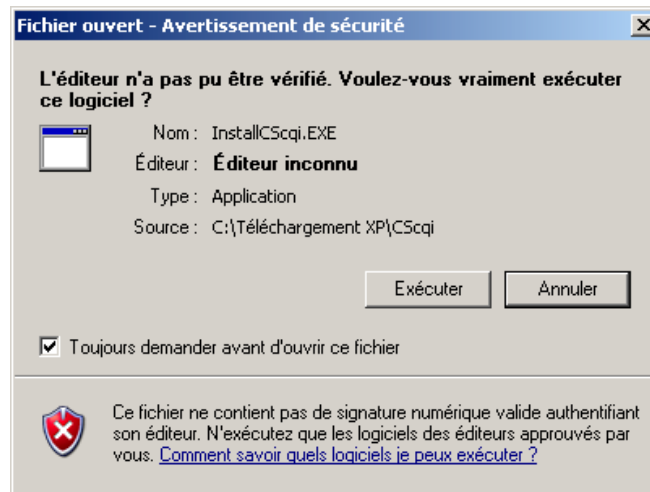 Fichier ouvert - Avertissement de sécurité
L'éditeur n'a pas pu être vérifié. Voulez-vous vraiment exécuter
ce logiciel ?
Nom : InstallCScqi.EXE
Éditeur : Éditeur inconnu
Type : Application
Source : C:\Téléchargement XP\CScqi
Exécuter Annuler
Toujours demander avant d'ouvrir ce fichier
Ce fichier ne contient pas de signature numérique valide authentifiant
son éditeur. N'exécutez que les logiciels des éditeurs approuvés par
vous. Comment savoir quels logiciels je peux exécuter ?